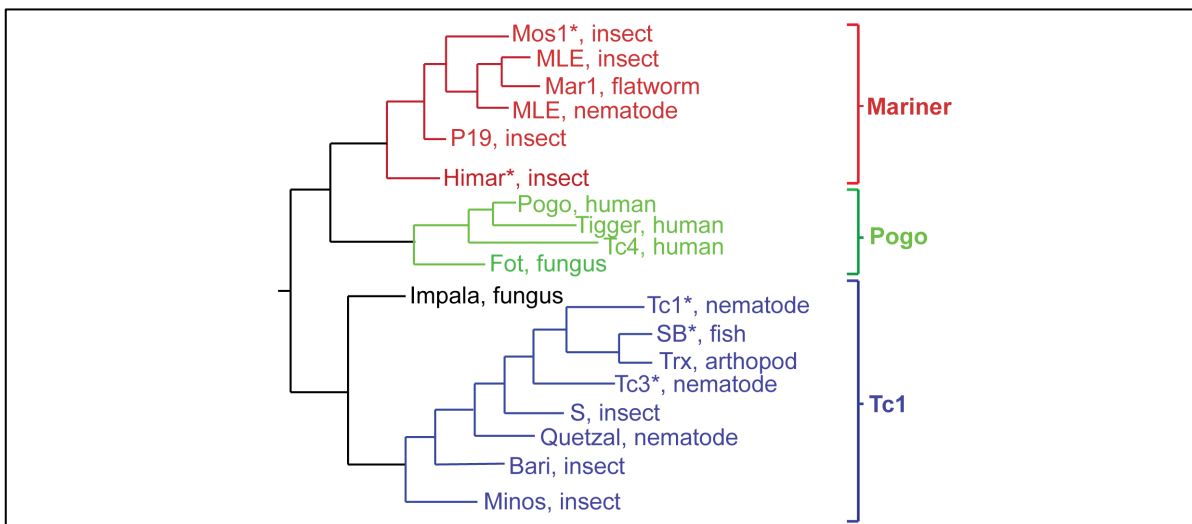 Mos1*, insect
MLE, insect
Mar1, flatworm
MLE, nematode
Mariner
P19, insect
Himar*, insect
Pogo, human
Tigger, human
Pogo
Tc4, human
Fot, fungus
Impala, fungus
Tc1*, nematode
SB*, fish
Trx, arthopod
Tc3*, nematode
Tc1
S, insect
Quetzal, nematode
Bari, insect
Minos, insect